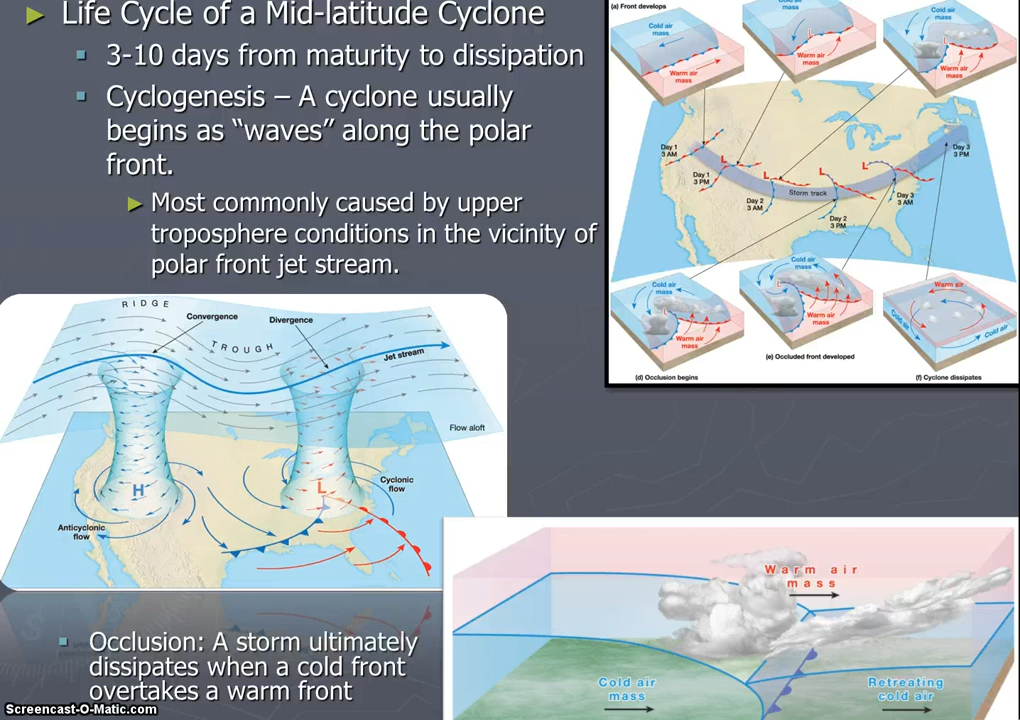 ► Life Cycle of a Mid-latitude Cyclone
▪ 3-10 days from maturity to dissipation
▪ Cyclogenesis – A cyclone usually
begins as “waves” along the polar
front.
► Most commonly caused by upper
troposphere conditions in the vicinity of
polar front jet stream.
(a) Front develops
Cold air
mass
Warm air
mass
mass
L
Warm air
mass
Cold air
mass
L
Warm air
mass
Day 1
3 AM
Day 1
3 PM
L
Day 2
3 AM
L
Storm track
L
Day 2
3 PM
L
Day 3
3 AM
Day 3
3 PM
Cold air
mass
Warm air
mass
(d) Occlusion begins
Cold air
mass
L
Warm air
mass
(e) Occluded front developed
Warm air
Cold air
Cold air
(f) Cyclone dissipates
RIDGE
Convergence
Divergence
TROUGH
Jet stream
Flow aloft
H
L
Cyclonic
flow
Anticyclonic
flow
▪ Occlusion: A storm ultimately
dissipates when a cold front
overtakes a warm front
Warm air
mass
Cold air
mass
Retreating
cold air
Screencast-O-Matic.com